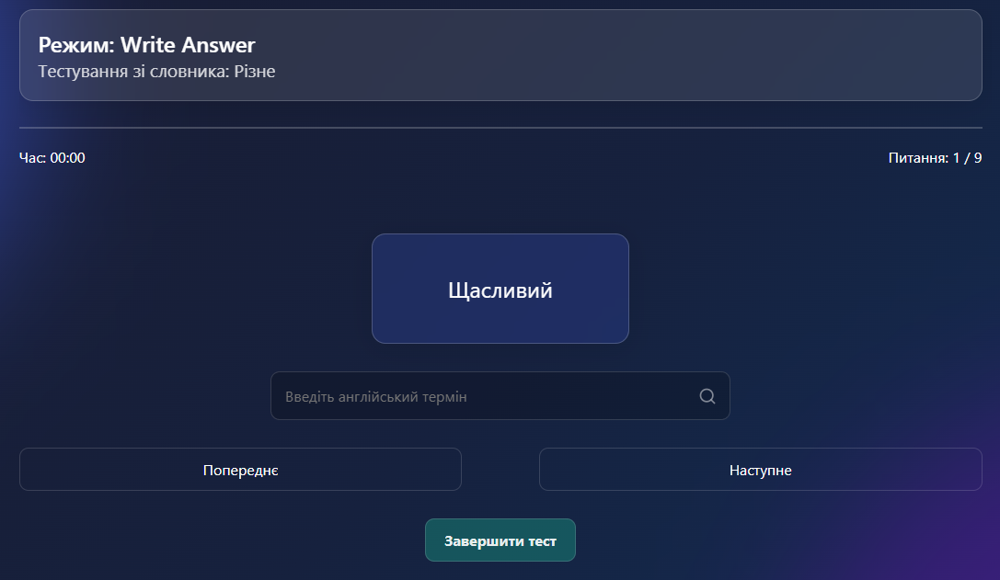 Режим: Write Answer
Тестування зі словника: Різне
Час: 00:00
Питання: 1 / 9
Щасливий
Введіть англійський термін
Попереднє
Наступне
Завершити тест